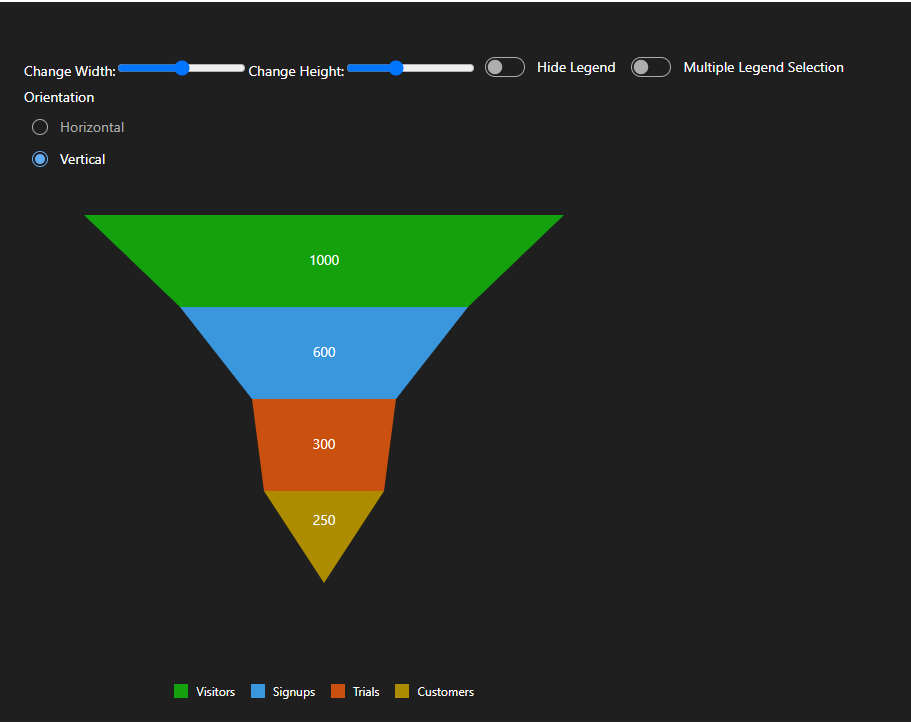 Change Width: Change Height: Hide Legend Multiple Legend Selection
Orientation
Horizontal
Vertical
1000
600
300
250
Visitors Signups Trials Customers